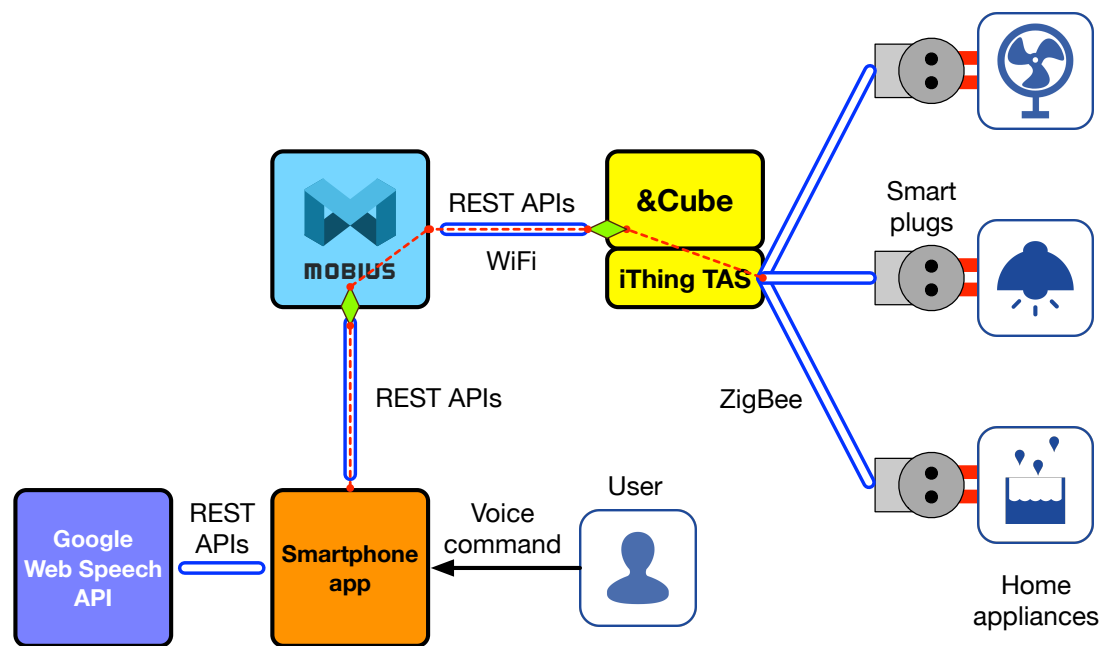 &Cube
REST APIs
Smart
plugs
WiFi
MOBIUS
iThing TAS
REST APIs
ZigBee
User
REST
APIs
Voice
command
Google
Web Speech
API
Smartphone
app
Home
appliances